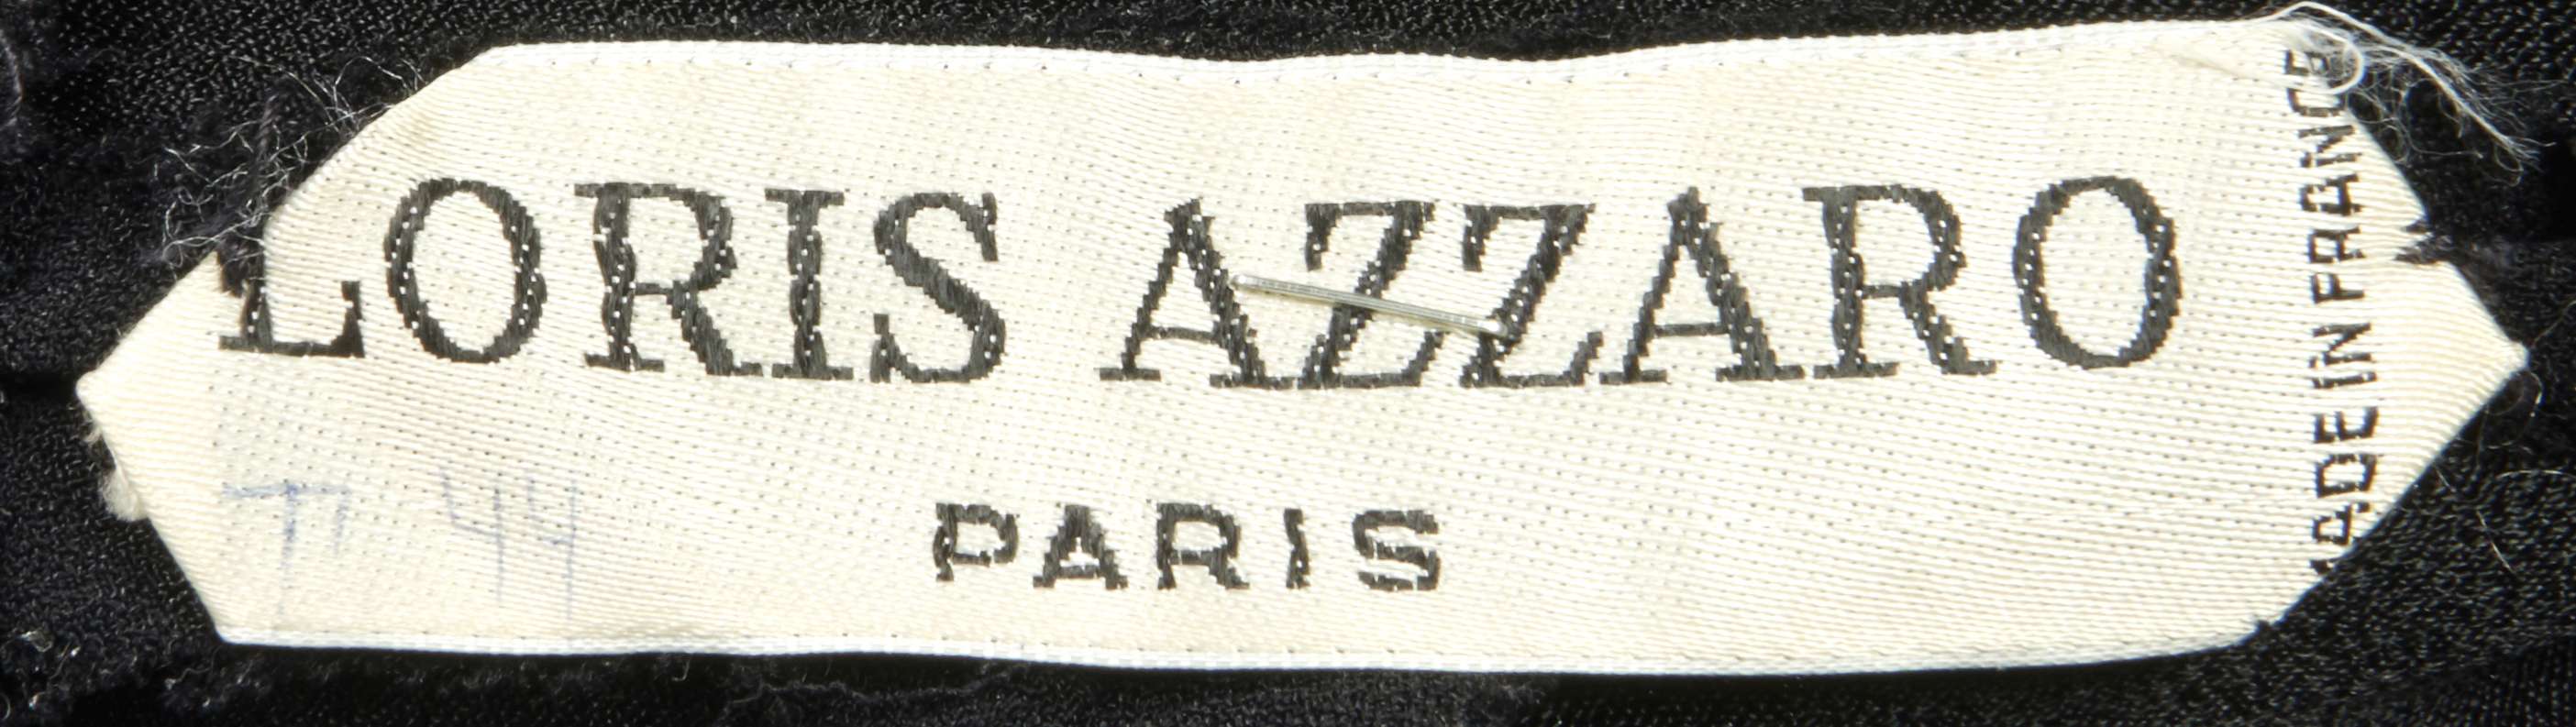 LORIS AZZARO
T' 44
PARIS
MADE IN FRANCE